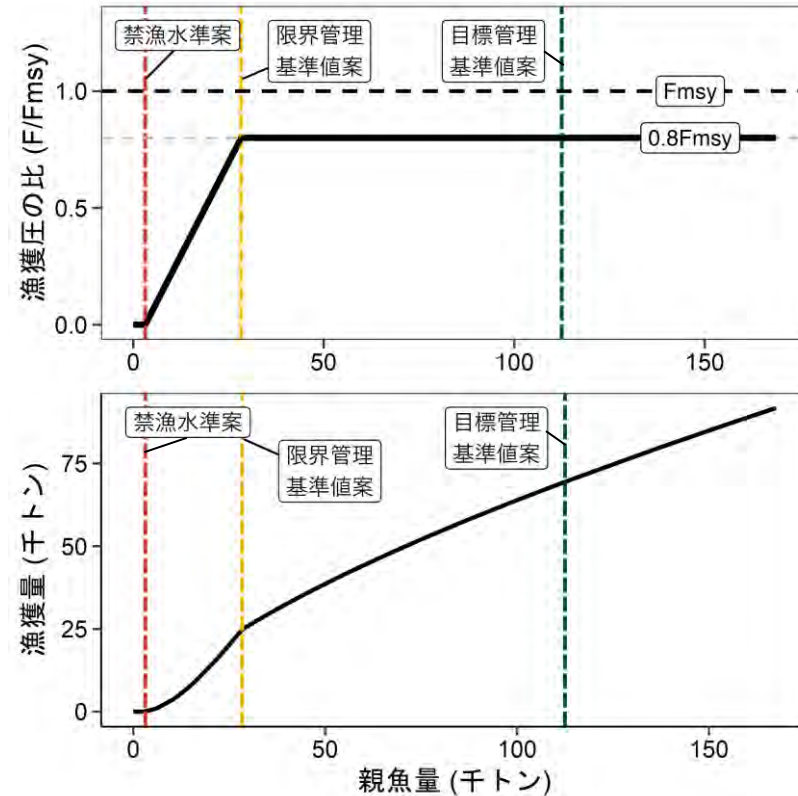 禁漁水準案
限界管理
基準値案
目標管理
基準値案
Fmsy
0.8Fmsy
漁獲圧の比 (F/Fmsy)
1.0
0.5
0.0
0
50
100
150
禁漁水準案
限界管理
基準値案
目標管理
基準値案
漁獲量 (千トン)
75
50
25
0
0
50
100
150
親魚量 (千トン)